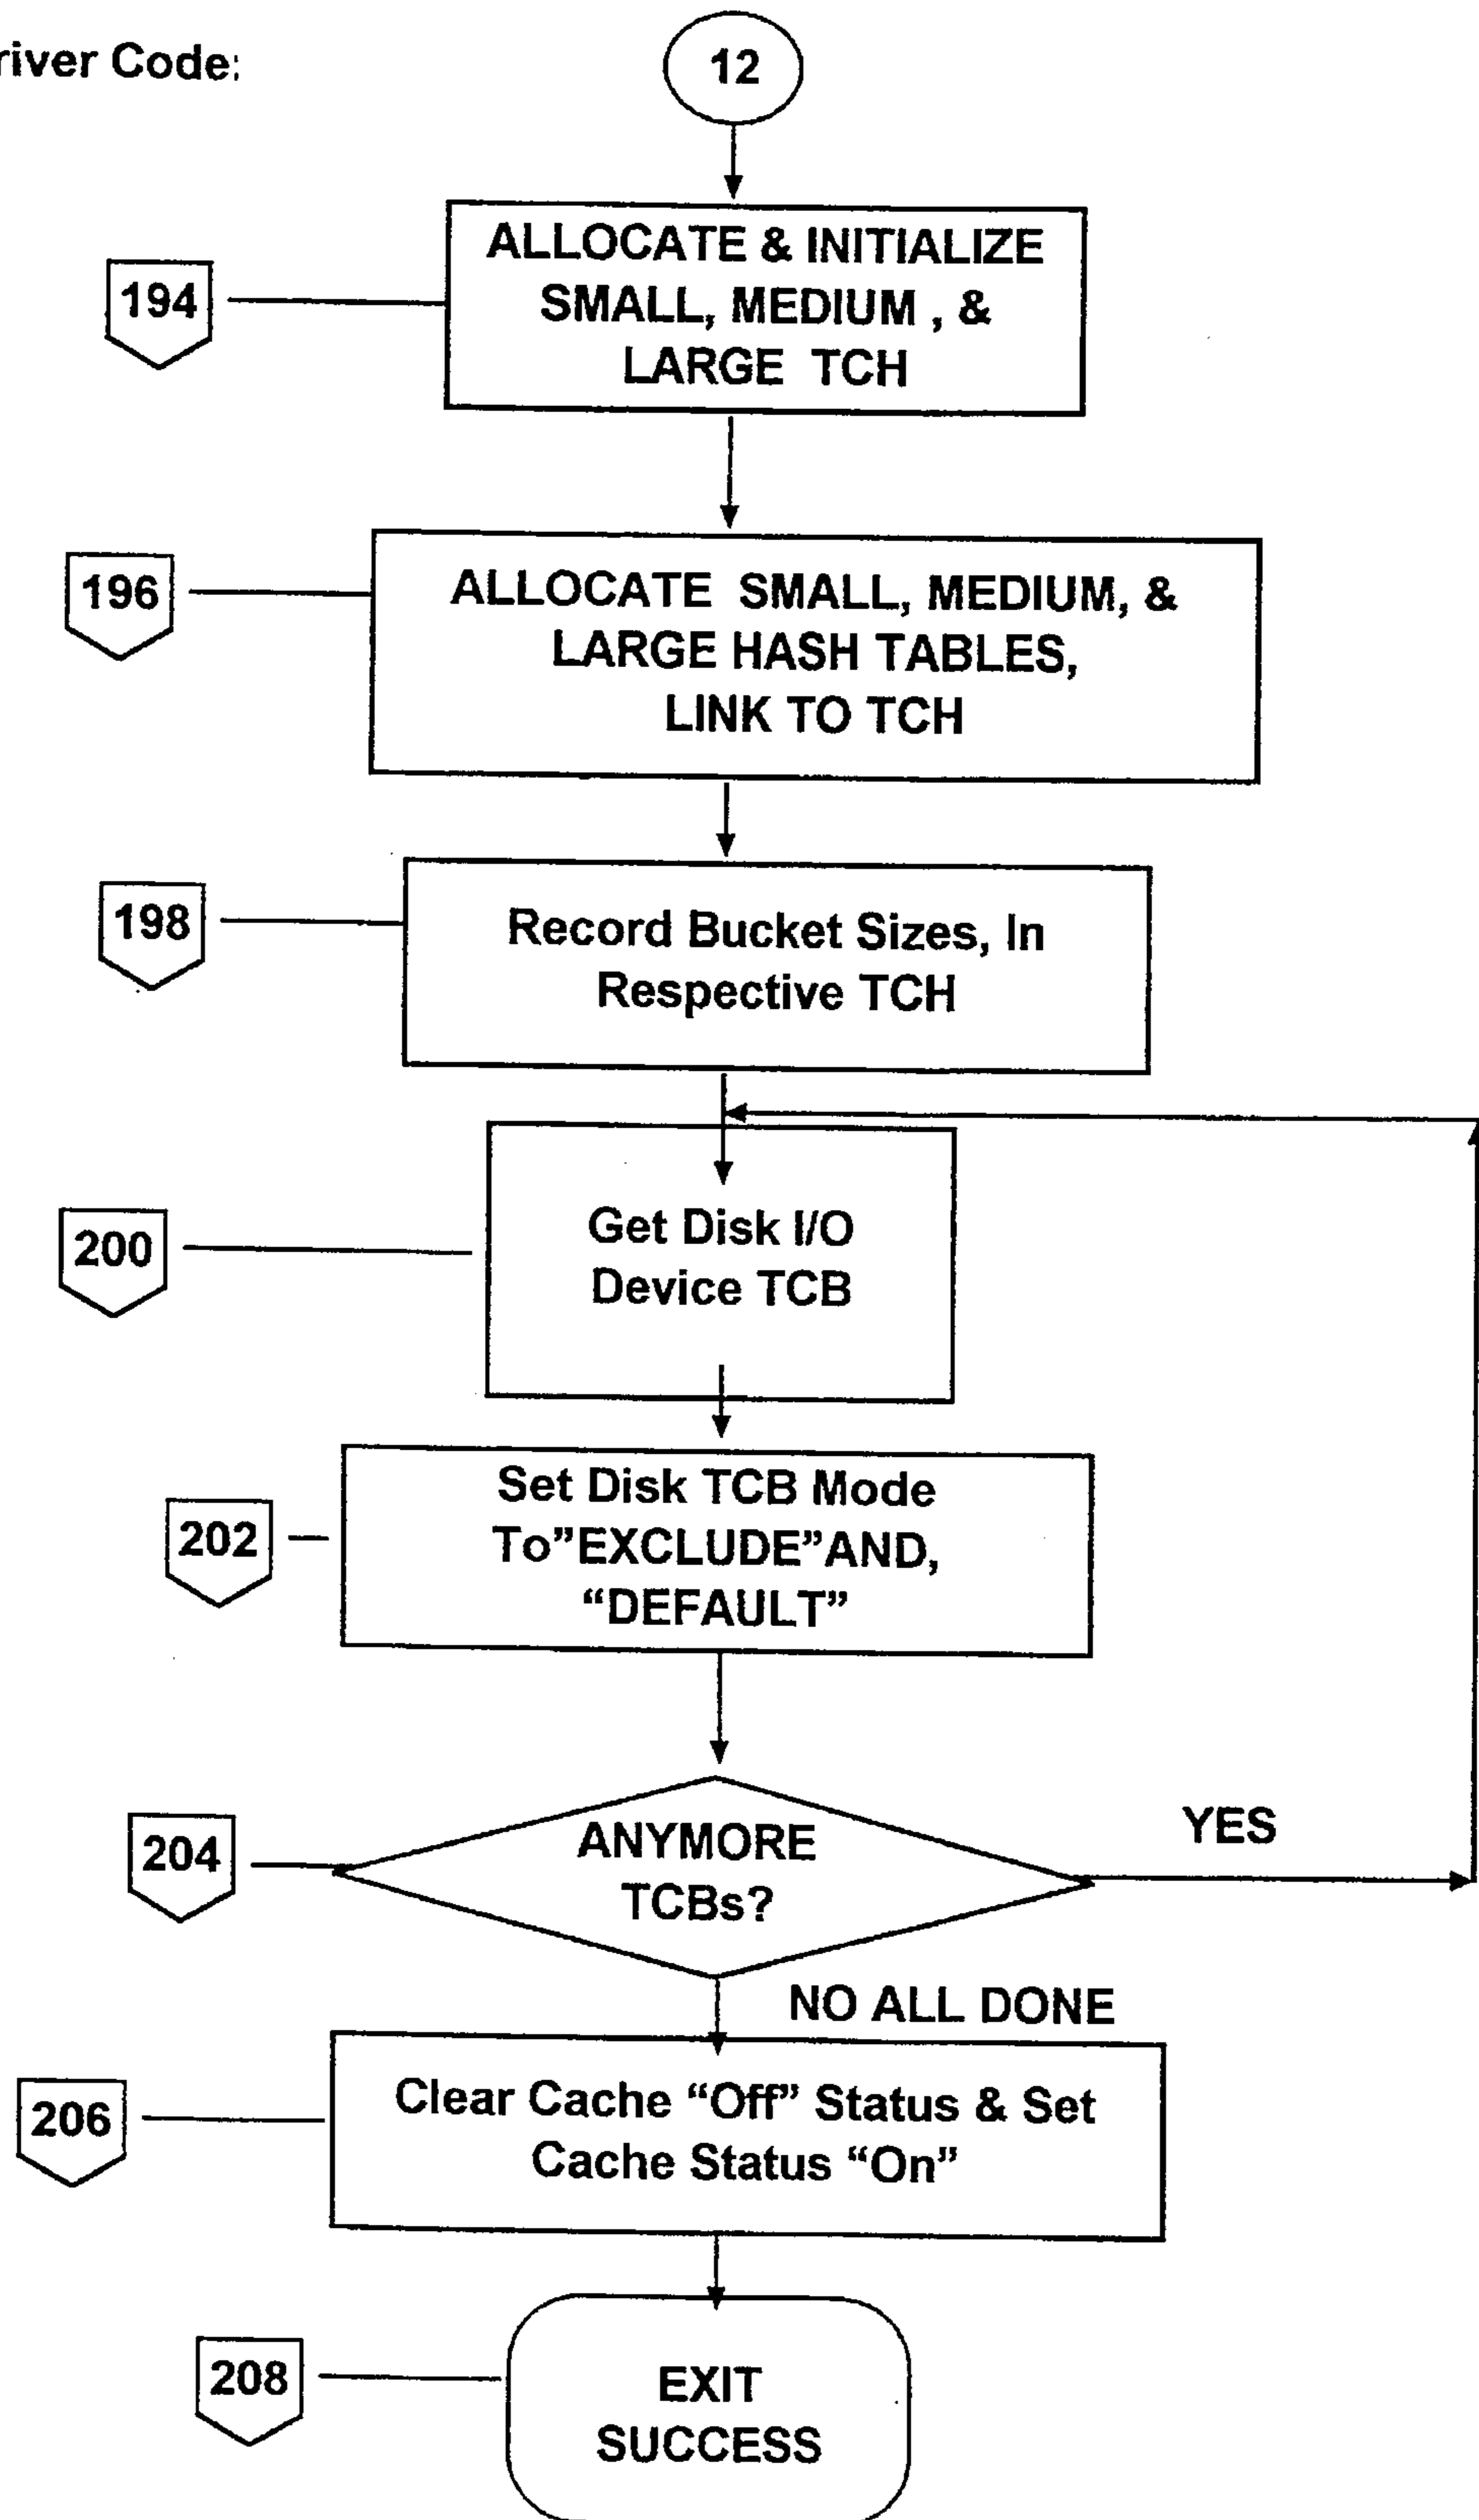 river Code:
12
ALLOCATE & INITIALIZE
SMALL, MEDIUM , &
LARGE TCH
194
ALLOCATE SMALL, MEDIUM, &
LARGE HASH TABLES,
LINK TO TCH
196
Record Bucket Sizes, In
Respective TCH
198
Get Disk I/O
Device TCB
200
Set Disk TCB Mode
To”EXCLUDE”AND,
“DEFAULT”
202
ANYMORE
TCBs?
204
YES
NO ALL DONE
Clear Cache “Off” Status & Set
Cache Status “On”
206
EXIT
SUCCESS
208